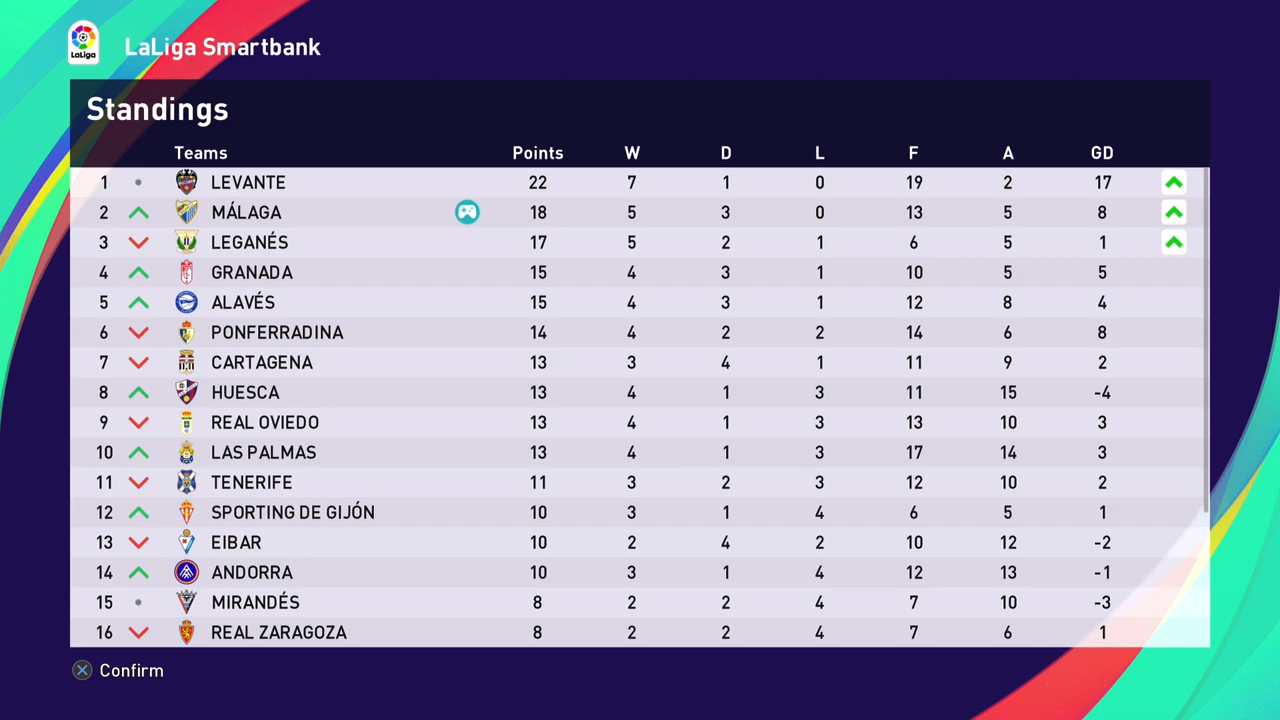 LaLiga
LaLiga Smartbank
Standings
Teams Points W D L F A GD
1 LEVANTE 22 7 1 0 19 2 17
2 MÁLAGA 18 5 3 0 13 5 8
3 LEGANÉS 17 5 2 1 6 5 1
4 GRANADA 15 4 3 1 10 5 5
5 ALAVÉS 15 4 3 1 12 8 4
6 PONFERRADINA 14 4 2 2 14 6 8
7 CARTAGENA 13 3 4 1 11 9 2
8 HUESCA 13 4 1 3 11 15 -4
9 REAL OVIEDO 13 4 1 3 13 10 3
10 LAS PALMAS 13 4 1 3 17 14 3
11 TENERIFE 11 3 2 3 12 10 2
12 SPORTING DE GIJÓN 10 3 1 4 6 5 1
13 EIBAR 10 2 4 2 10 12 -2
14 ANDORRA 10 3 1 4 12 13 -1
15 MIRANDÉS 8 2 2 4 7 10 -3
16 REAL ZARAGOZA 8 2 2 4 7 6 1
Confirm